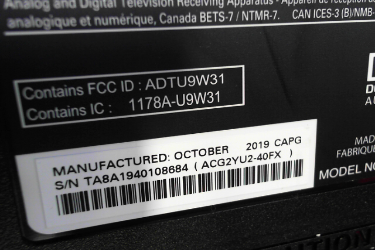 Analog and Digital Television Receiving Apparatus - Appareil de réception
analogique et numérique, Canada BETS-7 / NTMR-7. CAN ICES-3 (B)/NMB-
Contains FCC ID : ADTU9W31
Contains IC : 1178A-U9W31
MANUFACTURED: OCTOBER 2019 CAPG
S/N TA8A1940108684 ( ACG2YU2-40FX )
MADE
FABRIQUÉ
MODEL NO